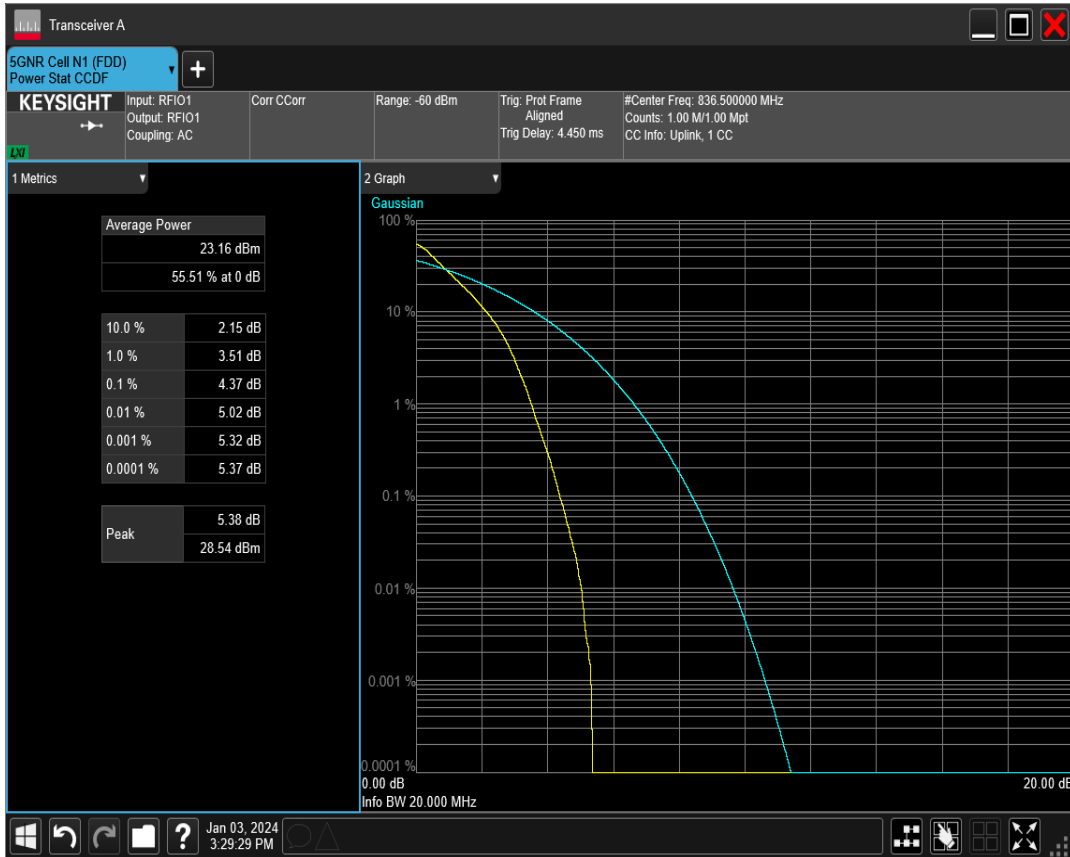 Transceiver A
5GNR Cell N1 (FDD)
Power Stat CCDF
+
KEYSIGHT
LXI
Input: RFIO1
Output: RFIO1
Coupling: AC
Corr CCorr
Range: -60 dBm
Trig: Prot Frame
Aligned
Trig Delay: 4.450 ms
#Center Freq: 836.500000 MHz
Counts: 1.00 M/1.00 Mpt
CC Info: Uplink, 1 CC
1 Metrics
Average Power
23.16 dBm
55.51 % at 0 dB
10.0 % 2.15 dB
1.0 % 3.51 dB
0.1 % 4.37 dB
0.01 % 5.02 dB
0.001 % 5.32 dB
0.0001 % 5.37 dB
Peak
5.38 dB
28.54 dBm
2 Graph
Gaussian
100 %
10 %
1 %
0.1 %
0.01 %
0.001 %
0.0001 %
0.00 dB 20.00 dB
Info BW 20.000 MHz
?
Jan 03, 2024
3:29:29 PM